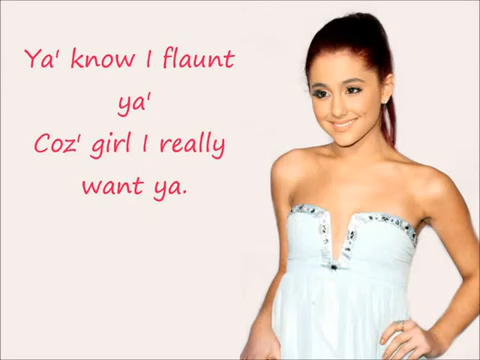 Ya' know I flaunt
ya'
Coz' girl I really
want ya.